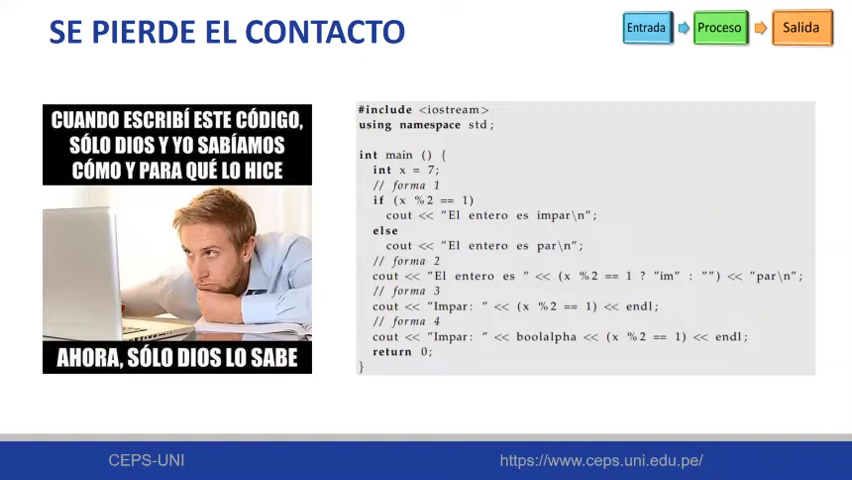 SE PIERDE EL CONTACTO
Entrada
Proceso
Salida
CUANDO ESCRIBÍ ESTE CÓDIGO,
SÓLO DIOS Y YO SABÍAMOS
CÓMO Y PARA QUÉ LO HICE
AHORA, SÓLO DIOS LO SABE
#include <iostream>
using namespace std;
int main () {
int x = 7;
// forma 1
if (x %2 == 1)
cout << "El entero es impar\n";
else
cout << "El entero es par\n";
// forma 2
cout << "El entero es " << (x %2 == 1 ? "im" : "") << "par\n";
// forma 3
cout << "Impar: " << (x %2 == 1) << endl;
// forma 4
cout << "Impar: " << boolalpha << (x %2 == 1) << endl;
return 0;
}
CEPS-UNI
https://www.ceps.uni.edu.pe/